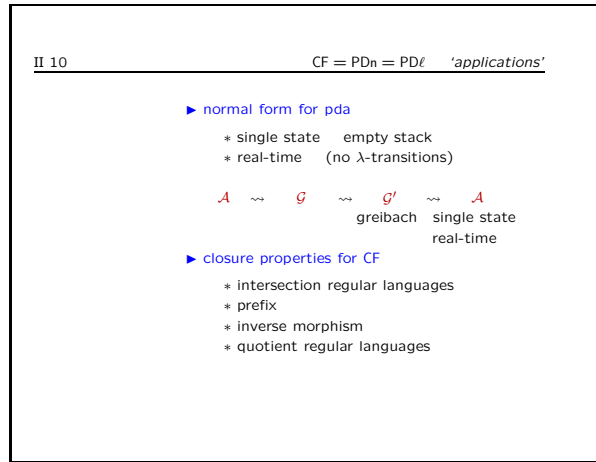 II 10 CF = PDn = PDℓ ‘applications’
► normal form for pda
∗ single state empty stack
∗ real-time (no λ-transitions)
𝒜 ⇝ 𝒢 ⇝ 𝒢′ ⇝ 𝒜
greibach single state
real-time
► closure properties for CF
∗ intersection regular languages
∗ prefix
∗ inverse morphism
∗ quotient regular languages